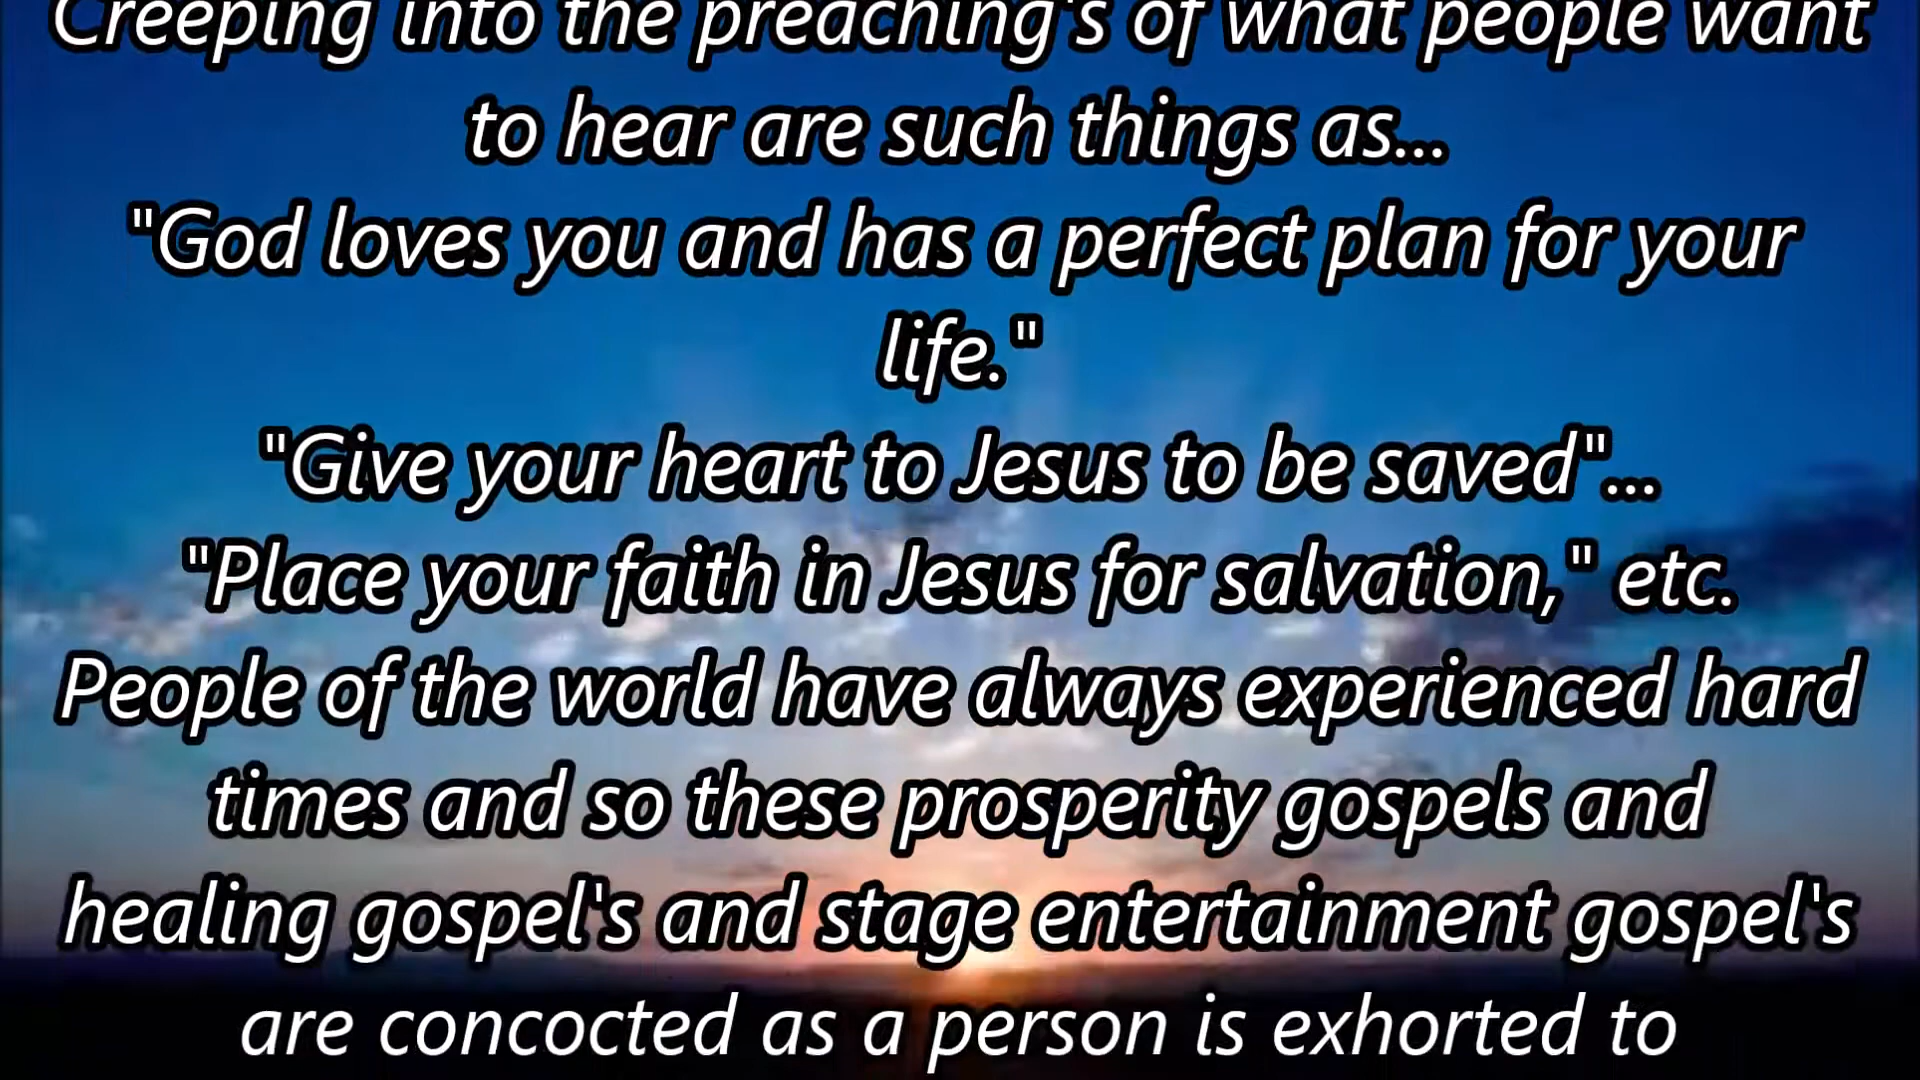 Creeping into the preaching's of what people want
to hear are such things as...
"God loves you and has a perfect plan for your
life."
"Give your heart to Jesus to be saved"...
"Place your faith in Jesus for salvation," etc.
People of the world have always experienced hard
times and so these prosperity gospels and
healing gospel's and stage entertainment gospel's
are concocted as a person is exhorted to